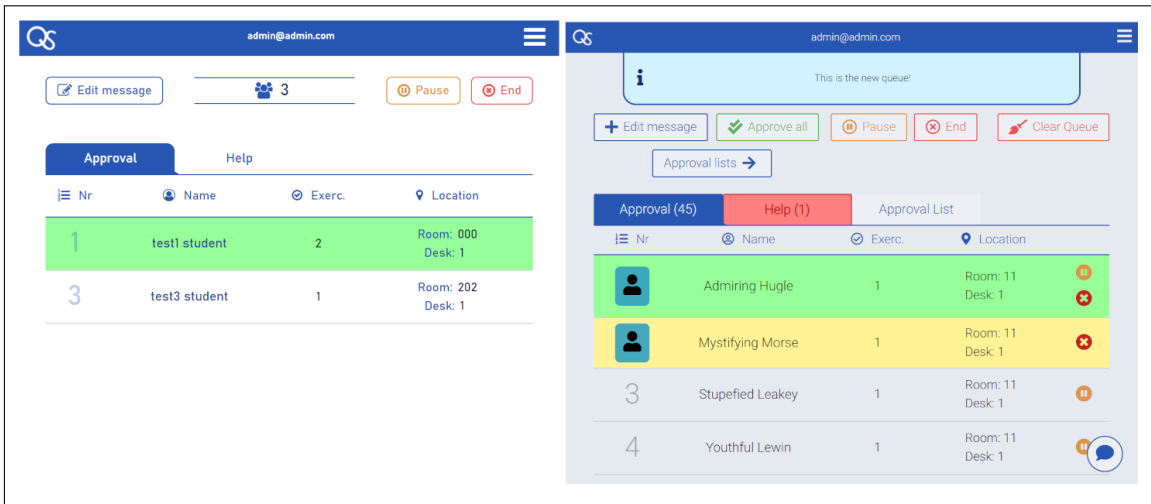 QS admin@admin.com
Edit message 3 Pause End
Approval Help
Nr Name Exerc. Location
1 test1 student 2 Room: 000
Desk: 1
3 test3 student 1 Room: 202
Desk: 1
QS admin@admin.com
i This is the new queue!
Edit message Approve all Pause End Clear Queue
Approval lists
Approval (45) Help (1) Approval List
Nr Name Exerc. Location
Admiring Hugle 1 Room: 11
Desk: 1
Mystifying Morse 1 Room: 11
Desk: 1
3 Stupefied Leakey 1 Room: 11
Desk: 1
4 Youthful Lewin 1 Room: 11
Desk: 1